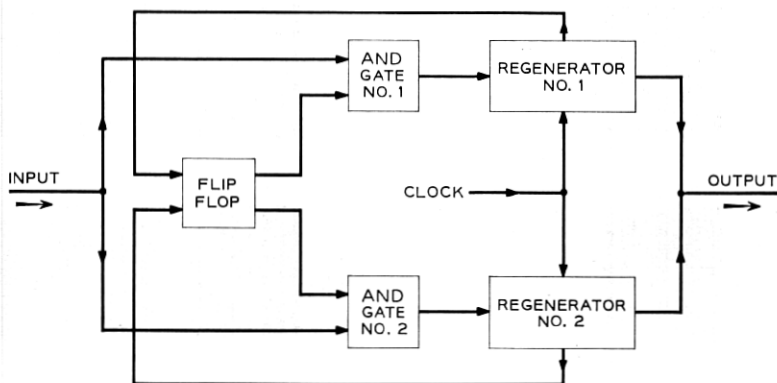 AND
GATE
NO. 1
REGENERATOR
NO. 1
INPUT
FLIP
FLOP
CLOCK
OUTPUT
AND
GATE
NO. 2
REGENERATOR
NO. 2